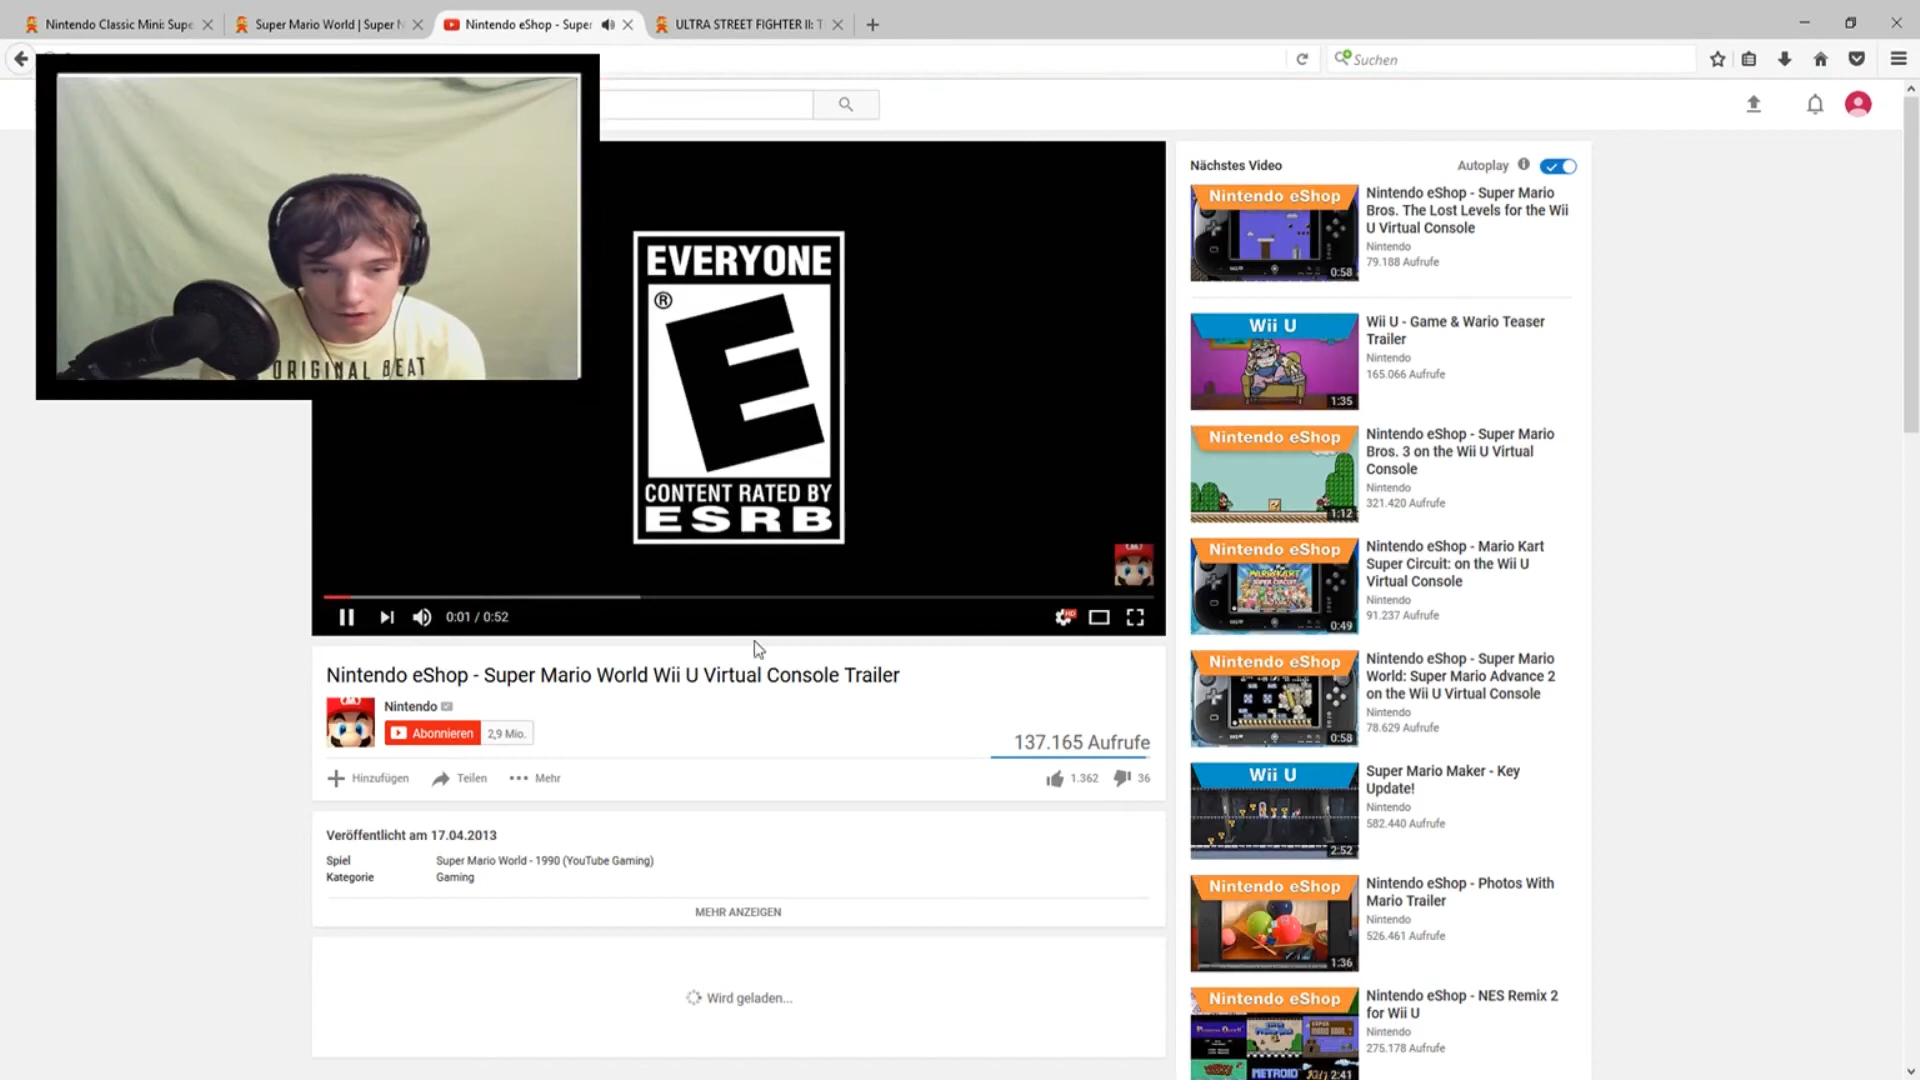 Nintendo Classic Mini: Supe
Super Mario World | Super N
Nintendo eShop - Super
ULTRA STREET FIGHTER II: T
Suchen
ORIGINAL BEAT
EVERYONE
®
E
CONTENT RATED BY
ESRB
0:01 / 0:52
HD
Nintendo eShop - Super Mario World Wii U Virtual Console Trailer
Nintendo
Abonnieren
2,9 Mio.
137.165 Aufrufe
Hinzufügen
Teilen
Mehr
1.362
36
Veröffentlicht am 17.04.2013
Spiel
Super Mario World - 1990 (YouTube Gaming)
Kategorie
Gaming
MEHR ANZEIGEN
Wird geladen...
Nächstes Video
Autoplay
Nintendo eShop
0:58
Nintendo eShop - Super Mario
Bros. The Lost Levels for the Wii
U Virtual Console
Nintendo
79.188 Aufrufe
Wii U
1:35
Wii U - Game & Wario Teaser
Trailer
Nintendo
165.066 Aufrufe
Nintendo eShop
1:12
Nintendo eShop - Super Mario
Bros. 3 on the Wii U Virtual
Console
Nintendo
321.420 Aufrufe
Nintendo eShop
0:49
Nintendo eShop - Mario Kart
Super Circuit: on the Wii U
Virtual Console
Nintendo
91.237 Aufrufe
Nintendo eShop
0:58
Nintendo eShop - Super Mario
World: Super Mario Advance 2
on the Wii U Virtual Console
Nintendo
78.629 Aufrufe
Wii U
2:52
Super Mario Maker - Key
Update!
Nintendo
582.440 Aufrufe
Nintendo eShop
1:36
Nintendo eShop - Photos With
Mario Trailer
Nintendo
526.461 Aufrufe
Nintendo eShop
METROID
2:41
Nintendo eShop - NES Remix 2
for Wii U
Nintendo
275.178 Aufrufe